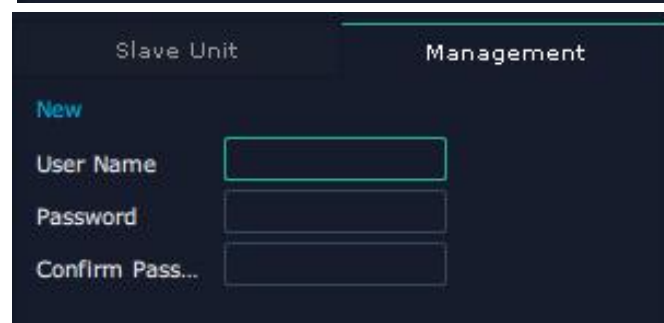 Slave Unit Management
New
User Name
Password
Confirm Pass...